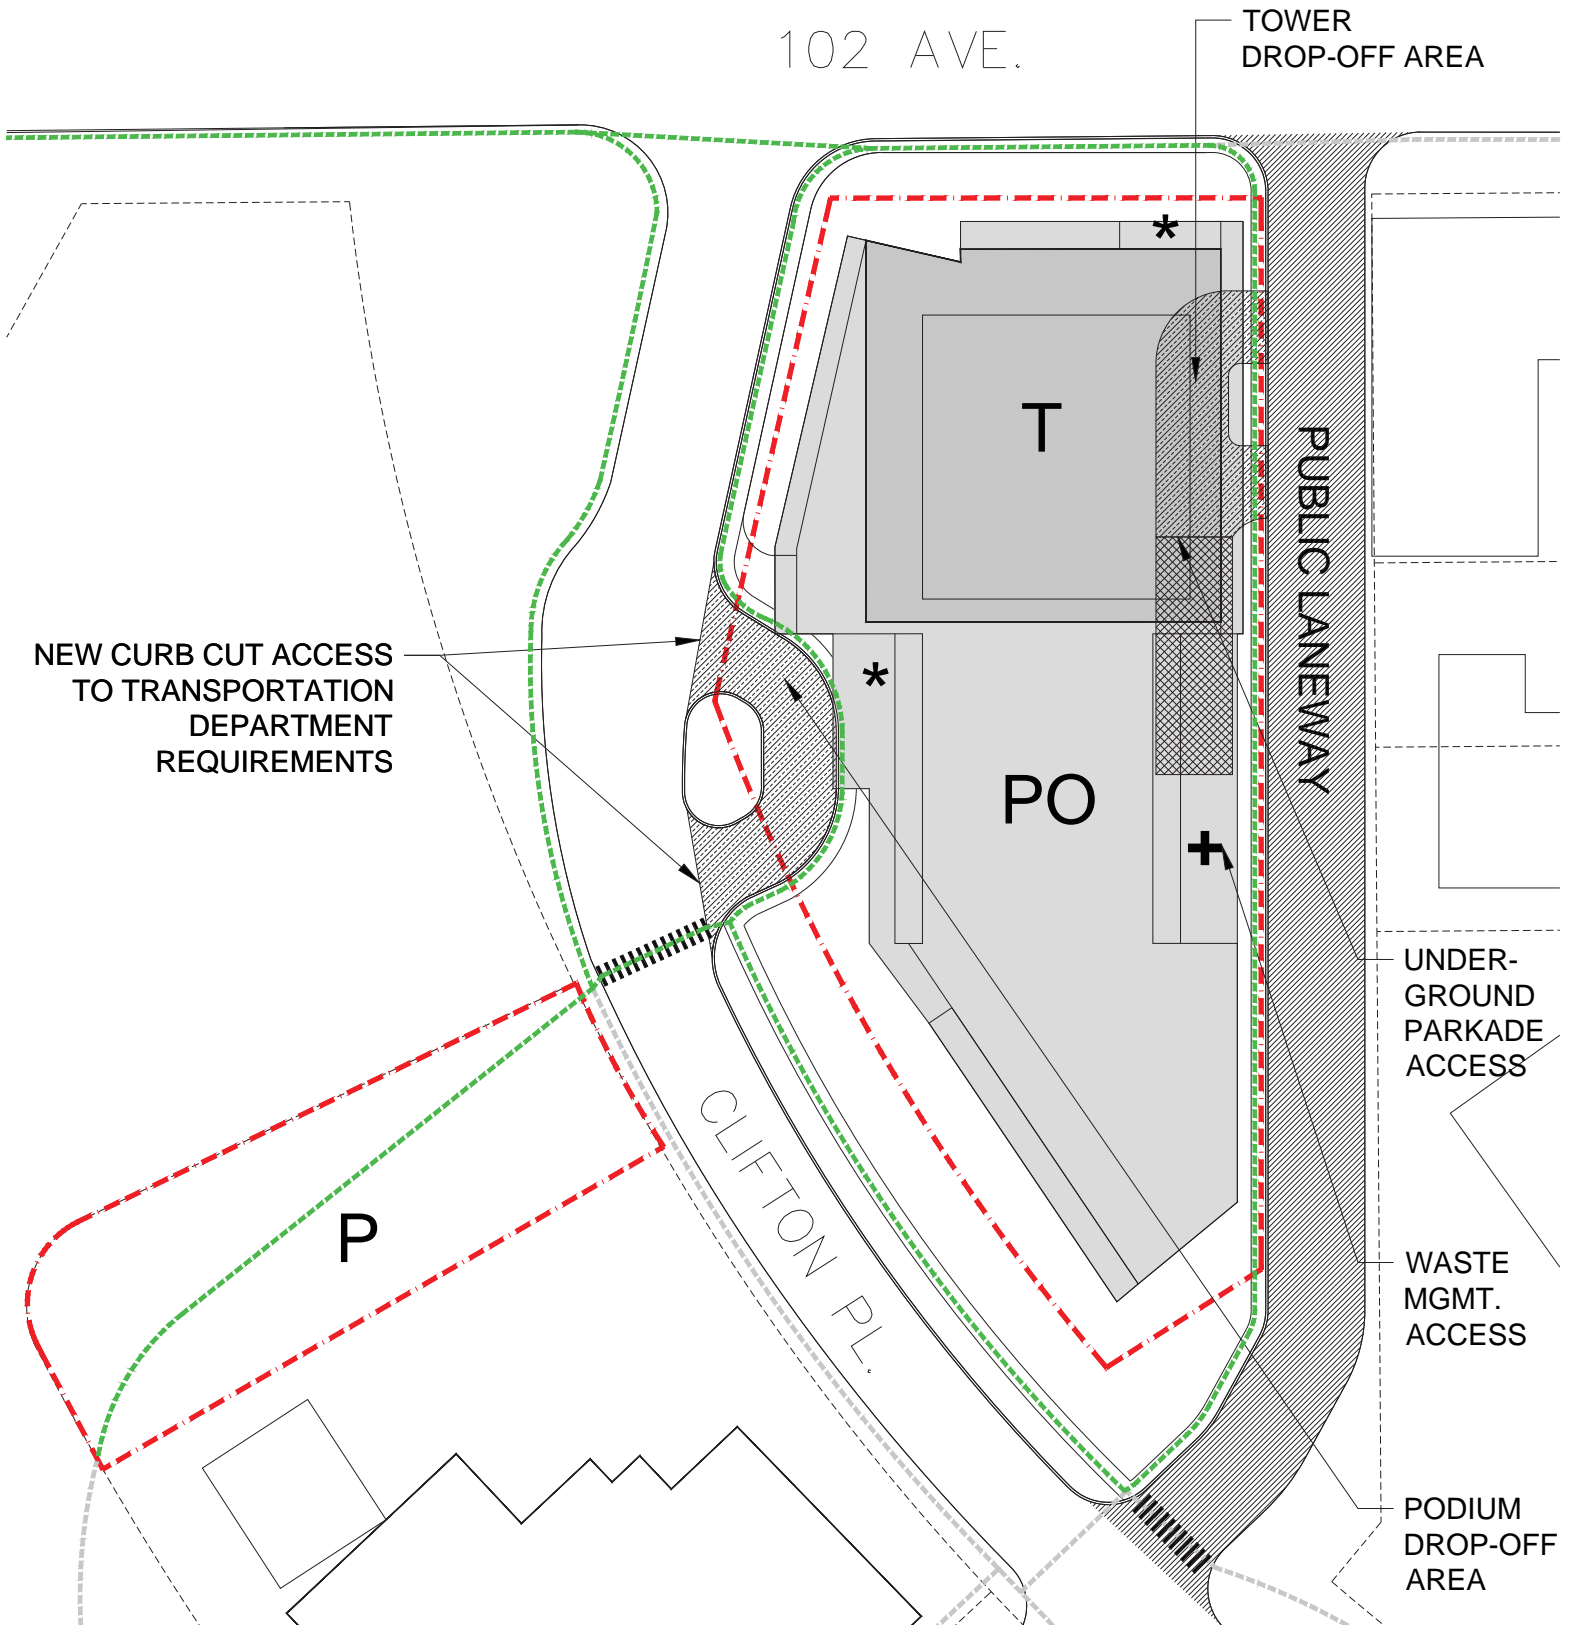 102 AVE.
TOWER
DROP-OFF AREA
*
T
PUBLIC LANEWAY
NEW CURB CUT ACCESS
TO TRANSPORTATION
DEPARTMENT
REQUIREMENTS
*
PO
+
UNDER-
GROUND
PARKADE
ACCESS
CLIFTON PL.
P
WASTE
MGMT.
ACCESS
PODIUM
DROP-OFF
AREA